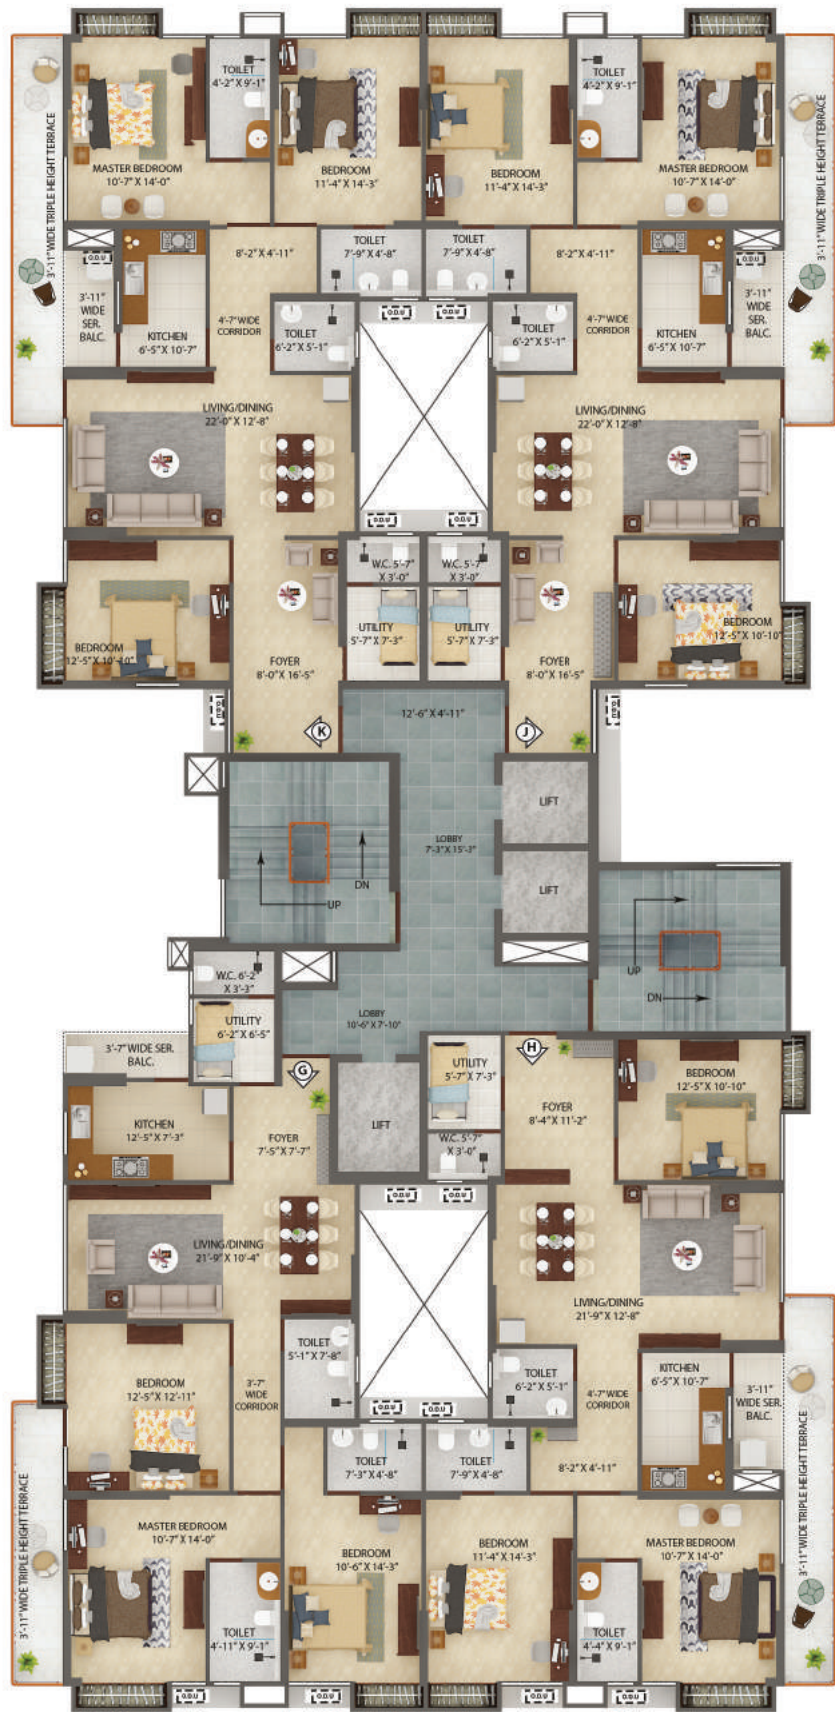 TOILET
4'-2" X 9'-1"
TOILET
4'-2" X 9'-1"
3'-11" WIDE TRIPLE HEIGHT TERRACE
MASTER BEDROOM
10'-7" X 14'-0"
BEDROOM
11'-4" X 14'-3"
BEDROOM
11'-4" X 14'-3"
MASTER BEDROOM
10'-7" X 14'-0"
3'-11" WIDE TRIPLE HEIGHT TERRACE
O.D.U
8'-2" X 4'-11"
TOILET
7'-9" X 4'-8"
TOILET
7'-9" X 4'-8"
8'-2" X 4'-11"
O.D.U
3'-11"
WIDE
SER.
BALC.
KITCHEN
6'-5" X 10'-7"
4'-7" WIDE
CORRIDOR
TOILET
6'-2" X 5'-1"
O.D.U
O.D.U
TOILET
6'-2" X 5'-1"
4'-7" WIDE
CORRIDOR
KITCHEN
6'-5" X 10'-7"
3'-11"
WIDE
SER.
BALC.
LIVING/DINING
22'-0" X 12'-8"
LIVING/DINING
22'-0" X 12'-8"
O.D.U
O.D.U
W.C. 5'-7"
X 3'-0"
W.C. 5'-7"
X 3'-0"
BEDROOM
12'-5" X 10'-10"
FOYER
8'-0" X 16'-5"
UTILITY
5'-7" X 7'-3"
UTILITY
5'-7" X 7'-3"
FOYER
8'-0" X 16'-5"
BEDROOM
12'-5" X 10'-10"
O.D.U
K
12'-6" X 4'-11"
J
O.D.U
LIFT
LOBBY
7'-3" X 15'-3"
LIFT
DN
UP
UP
DN
W.C. 6'-2"
X 3'-3"
UTILITY
6'-2" X 6'-5"
LOBBY
10'-6" X 7'-10"
3'-7" WIDE SER.
BALC.
G
H
UTILITY
5'-7" X 7'-3"
BEDROOM
12'-5" X 10'-10"
KITCHEN
12'-5" X 7'-3"
FOYER
7'-5" X 7'-7"
LIFT
W.C. 5'-7"
X 3'-0"
FOYER
8'-4" X 11'-2"
O.D.U
O.D.U
LIVING/DINING
21'-9" X 10'-4"
LIVING/DINING
21'-9" X 12'-8"
TOILET
5'-1" X 7'-8"
BEDROOM
12'-5" X 12'-11"
3'-7"
WIDE
CORRIDOR
O.D.U
O.D.U
TOILET
6'-2" X 5'-1"
4'-7" WIDE
CORRIDOR
KITCHEN
6'-5" X 10'-7"
3'-11"
WIDE SER.
BALC.
TOILET
7'-3" X 4'-8"
TOILET
7'-9" X 4'-8"
8'-2" X 4'-11"
3'-11" WIDE TRIPLE HEIGHT TERRACE
MASTER BEDROOM
10'-7" X 14'-0"
BEDROOM
10'-6" X 14'-3"
BEDROOM
11'-4" X 14'-3"
MASTER BEDROOM
10'-7" X 14'-0"
3'-11" WIDE TRIPLE HEIGHT TERRACE
TOILET
4'-11" X 9'-1"
TOILET
4'-4" X 9'-1"
O.D.U
O.D.U
O.D.U
O.D.U